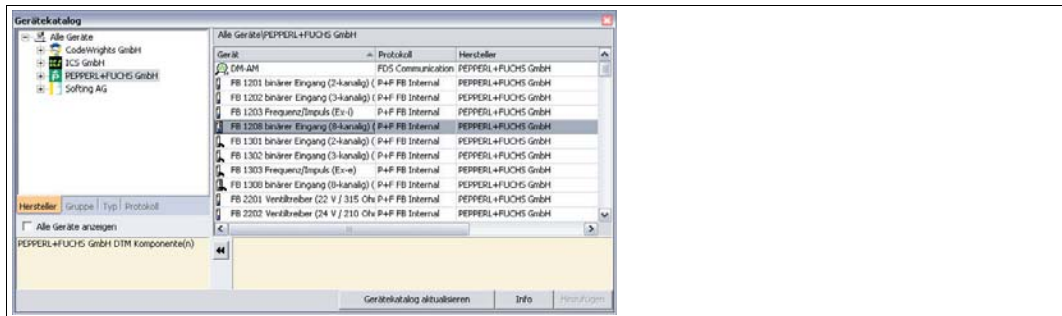 Gerätekatalog
Alle Geräte
CodeWrights GmbH
ICS GmbH
PEPPERL+FUCHS GmbH
Softing AG
Hersteller Gruppe Typ Protokoll
Alle Geräte anzeigen
PEPPERL+FUCHS GmbH DTM Komponente(n)
Alle Geräte\PEPPERL+FUCHS GmbH
Gerät Protokoll Hersteller
DM-AM FDS Communication PEPPERL+FUCHS GmbH
FB 1201 binärer Eingang (2-kanalig) ( P+F FB Internal PEPPERL+FUCHS GmbH
FB 1202 binärer Eingang (3-kanalig) ( P+F FB Internal PEPPERL+FUCHS GmbH
FB 1203 Frequenz/Impuls (Ex-i) P+F FB Internal PEPPERL+FUCHS GmbH
FB 1208 binärer Eingang (8-kanalig) ( P+F FB Internal PEPPERL+FUCHS GmbH
FB 1301 binärer Eingang (2-kanalig) ( P+F FB Internal PEPPERL+FUCHS GmbH
FB 1302 binärer Eingang (3-kanalig) ( P+F FB Internal PEPPERL+FUCHS GmbH
FB 1303 Frequenz/Impuls (Ex-e) P+F FB Internal PEPPERL+FUCHS GmbH
FB 1308 binärer Eingang (8-kanalig) ( P+F FB Internal PEPPERL+FUCHS GmbH
FB 2201 Ventiltreiber (22 V / 315 Ohr P+F FB Internal PEPPERL+FUCHS GmbH
FB 2202 Ventiltreiber (24 V / 210 Ohr P+F FB Internal PEPPERL+FUCHS GmbH
Gerätekatalog aktualisieren Info Hinzufügen